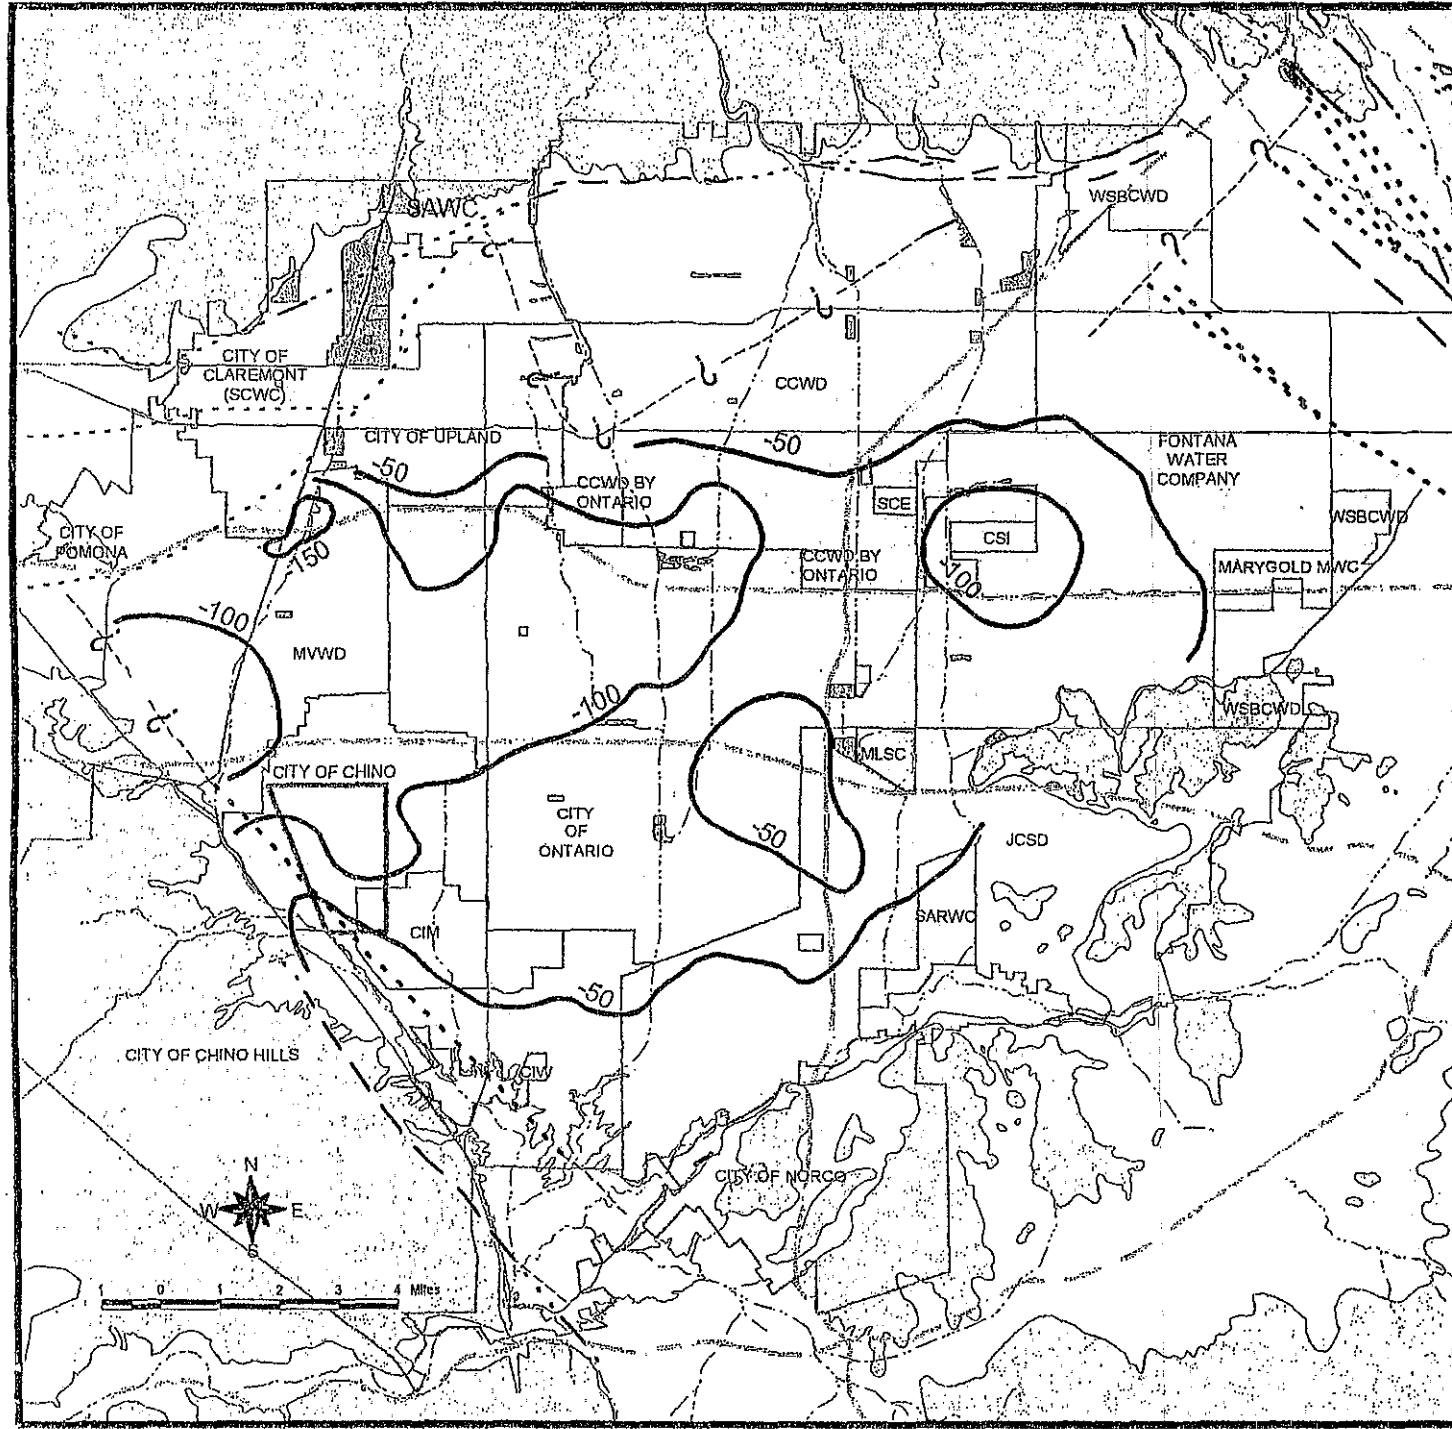 SAWC
WSBCWD
CITY OF
CLAREMONT
(SCWC)
CCWD
CITY OF UPLAND
-50
-50
FONTANA
WATER
COMPANY
CCWD BY
ONTARIO
SCE
WSBCWD
CITY OF
POMONA
-150
CSI
CCWD BY
ONTARIO
-100
MARYGOLD MWC
-100
MVWD
-100
WSBCWD
MLSC
CITY OF CHINO
CITY
OF
ONTARIO
-50
JCSD
SARWC
CIM
-50
CITY OF CHINO HILLS
CIW
CITY OF NORCO
N
W E
S
1 0 1 2 3 4 Miles